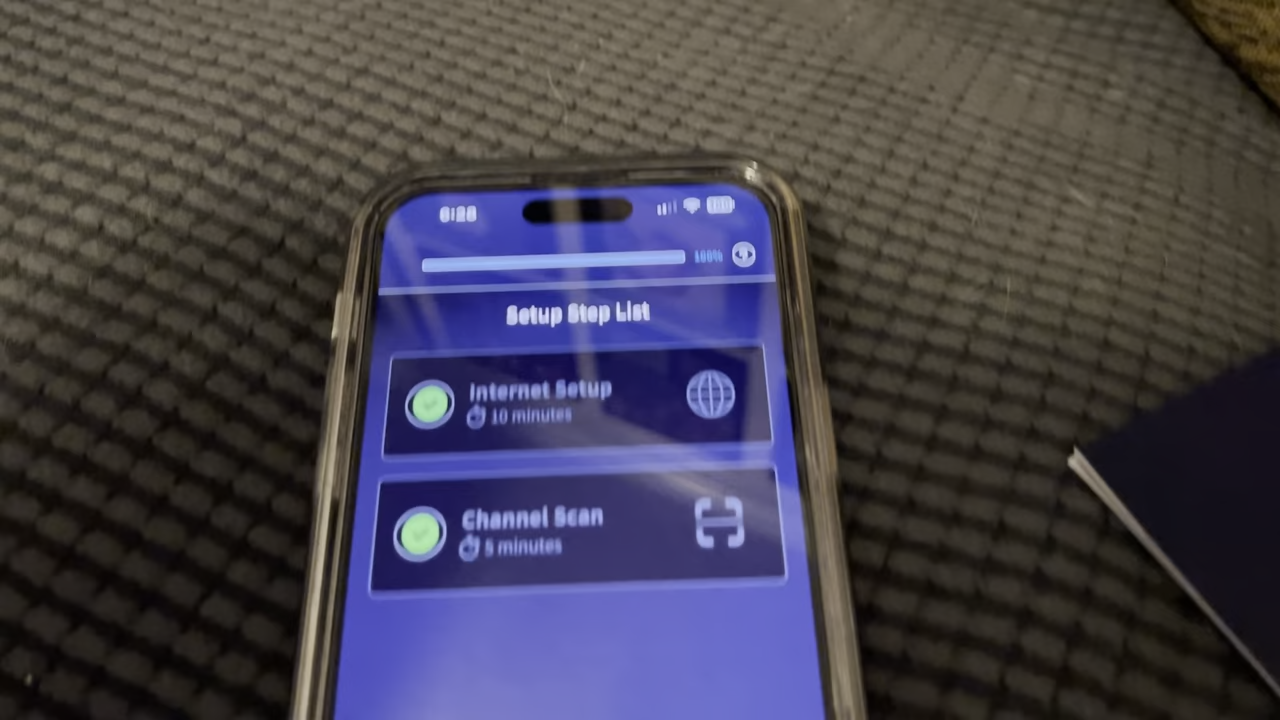 6:28
100%
Setup Step List
Internet Setup
10 minutes
Channel Scan
5 minutes